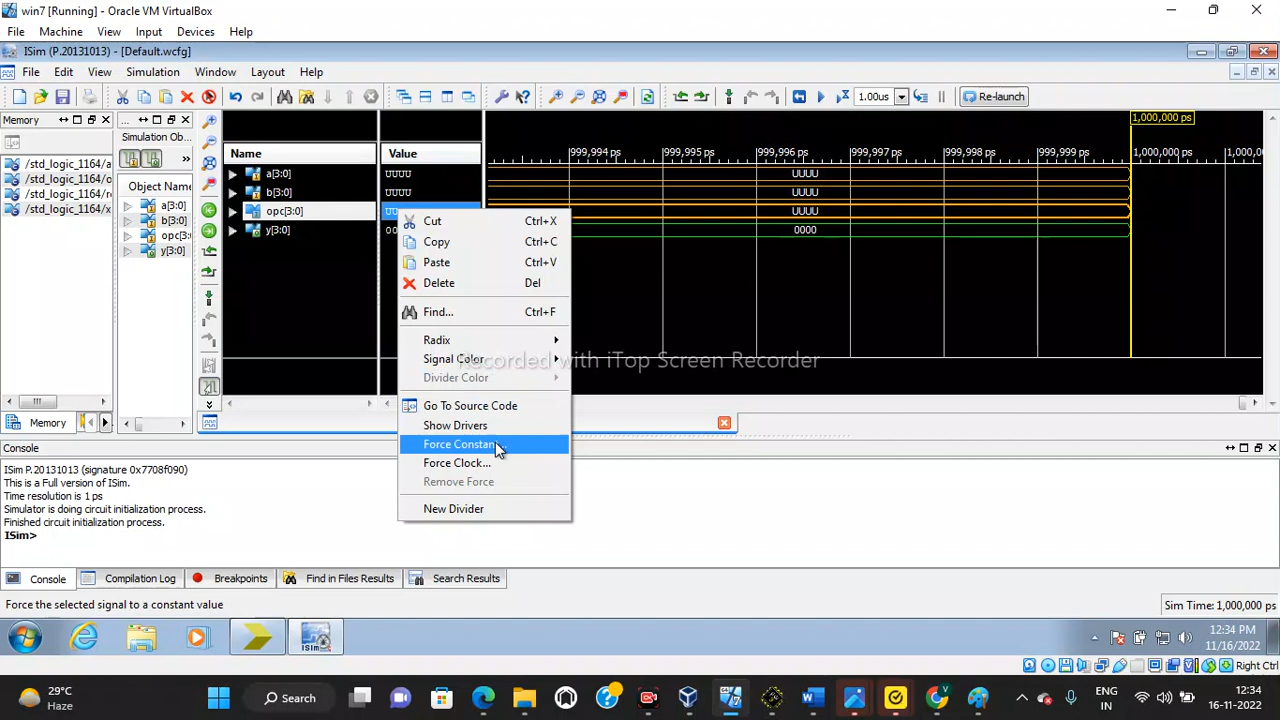 win7 [Running] - Oracle VM VirtualBox
File Machine View Input Devices Help
ISim (P.20131013) - [Default.wcfg]
File Edit View Simulation Window Layout Help
1.00us Re-launch
Memory
/std_logic_1164/a
/std_logic_1164/o
/std_logic_1164/r
/std_logic_1164/x
Memory
...
Simulation Ob
»
Object Name
a[3:0]
b[3:0]
opc[3:0]
y[3:0]
Name Value
a[3:0] UUUU
b[3:0] UUUU
opc[3:0]
y[3:0]
1,000,000 ps
999,994 ps 999,995 ps 999,996 ps 999,997 ps 999,998 ps 999,999 ps 1,000,000 ps 1,000,0
UUUU
UUUU
UUUU
0000
Cut Ctrl+X
Copy Ctrl+C
Paste Ctrl+V
Delete Del
Find... Ctrl+F
Radix
Signal Color
Divider Color
Go To Source Code
Show Drivers
Force Constant...
Force Clock...
Remove Force
New Divider
Recorded with iTop Screen Recorder
Console
ISim P.20131013 (signature 0x7708f090)
This is a Full version of ISim.
Time resolution is 1 ps
Simulator is doing circuit initialization process.
Finished circuit initialization process.
ISim>
Console Compilation Log Breakpoints Find in Files Results Search Results
Force the selected signal to a constant value
Sim Time: 1,000,000 ps
ISim
12:34 PM
11/16/2022
Right Ctrl
29°C
Haze
Search
ENG
IN
12:34
16-11-2022